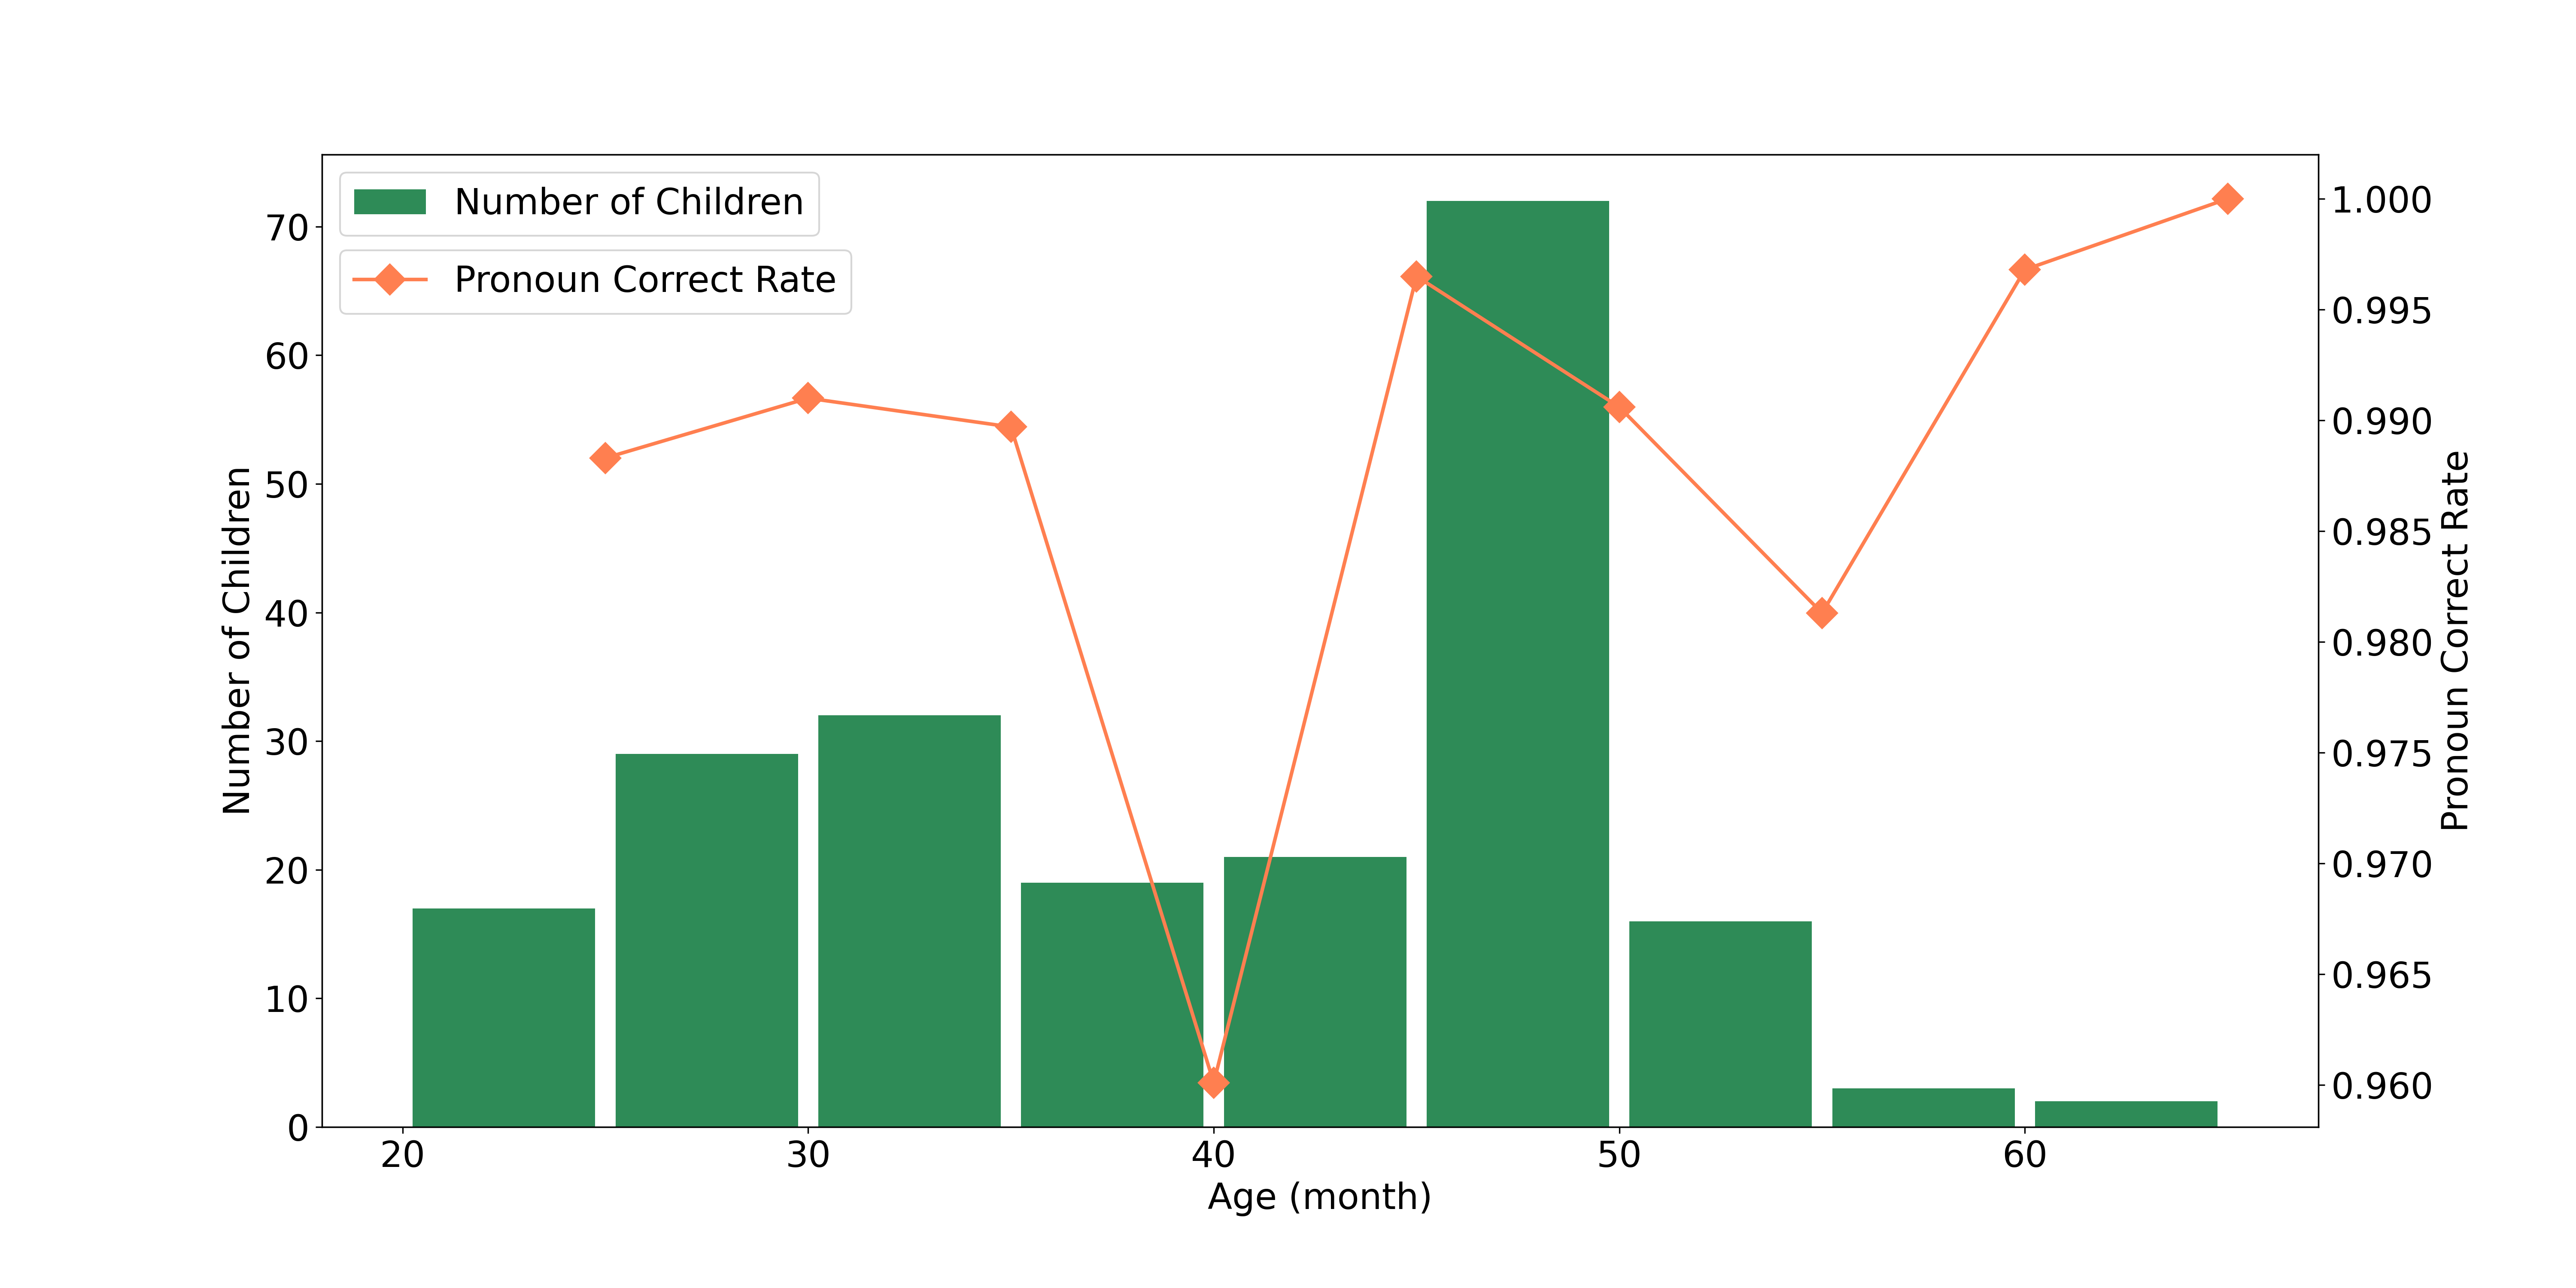 Number of Children
Pronoun Correct Rate
70
60
50
40
30
20
10
0
Number of Children
1.000
0.995
0.990
0.985
0.980
0.975
0.970
0.965
0.960
Pronoun Correct Rate
20 30 40 50 60
Age (month)